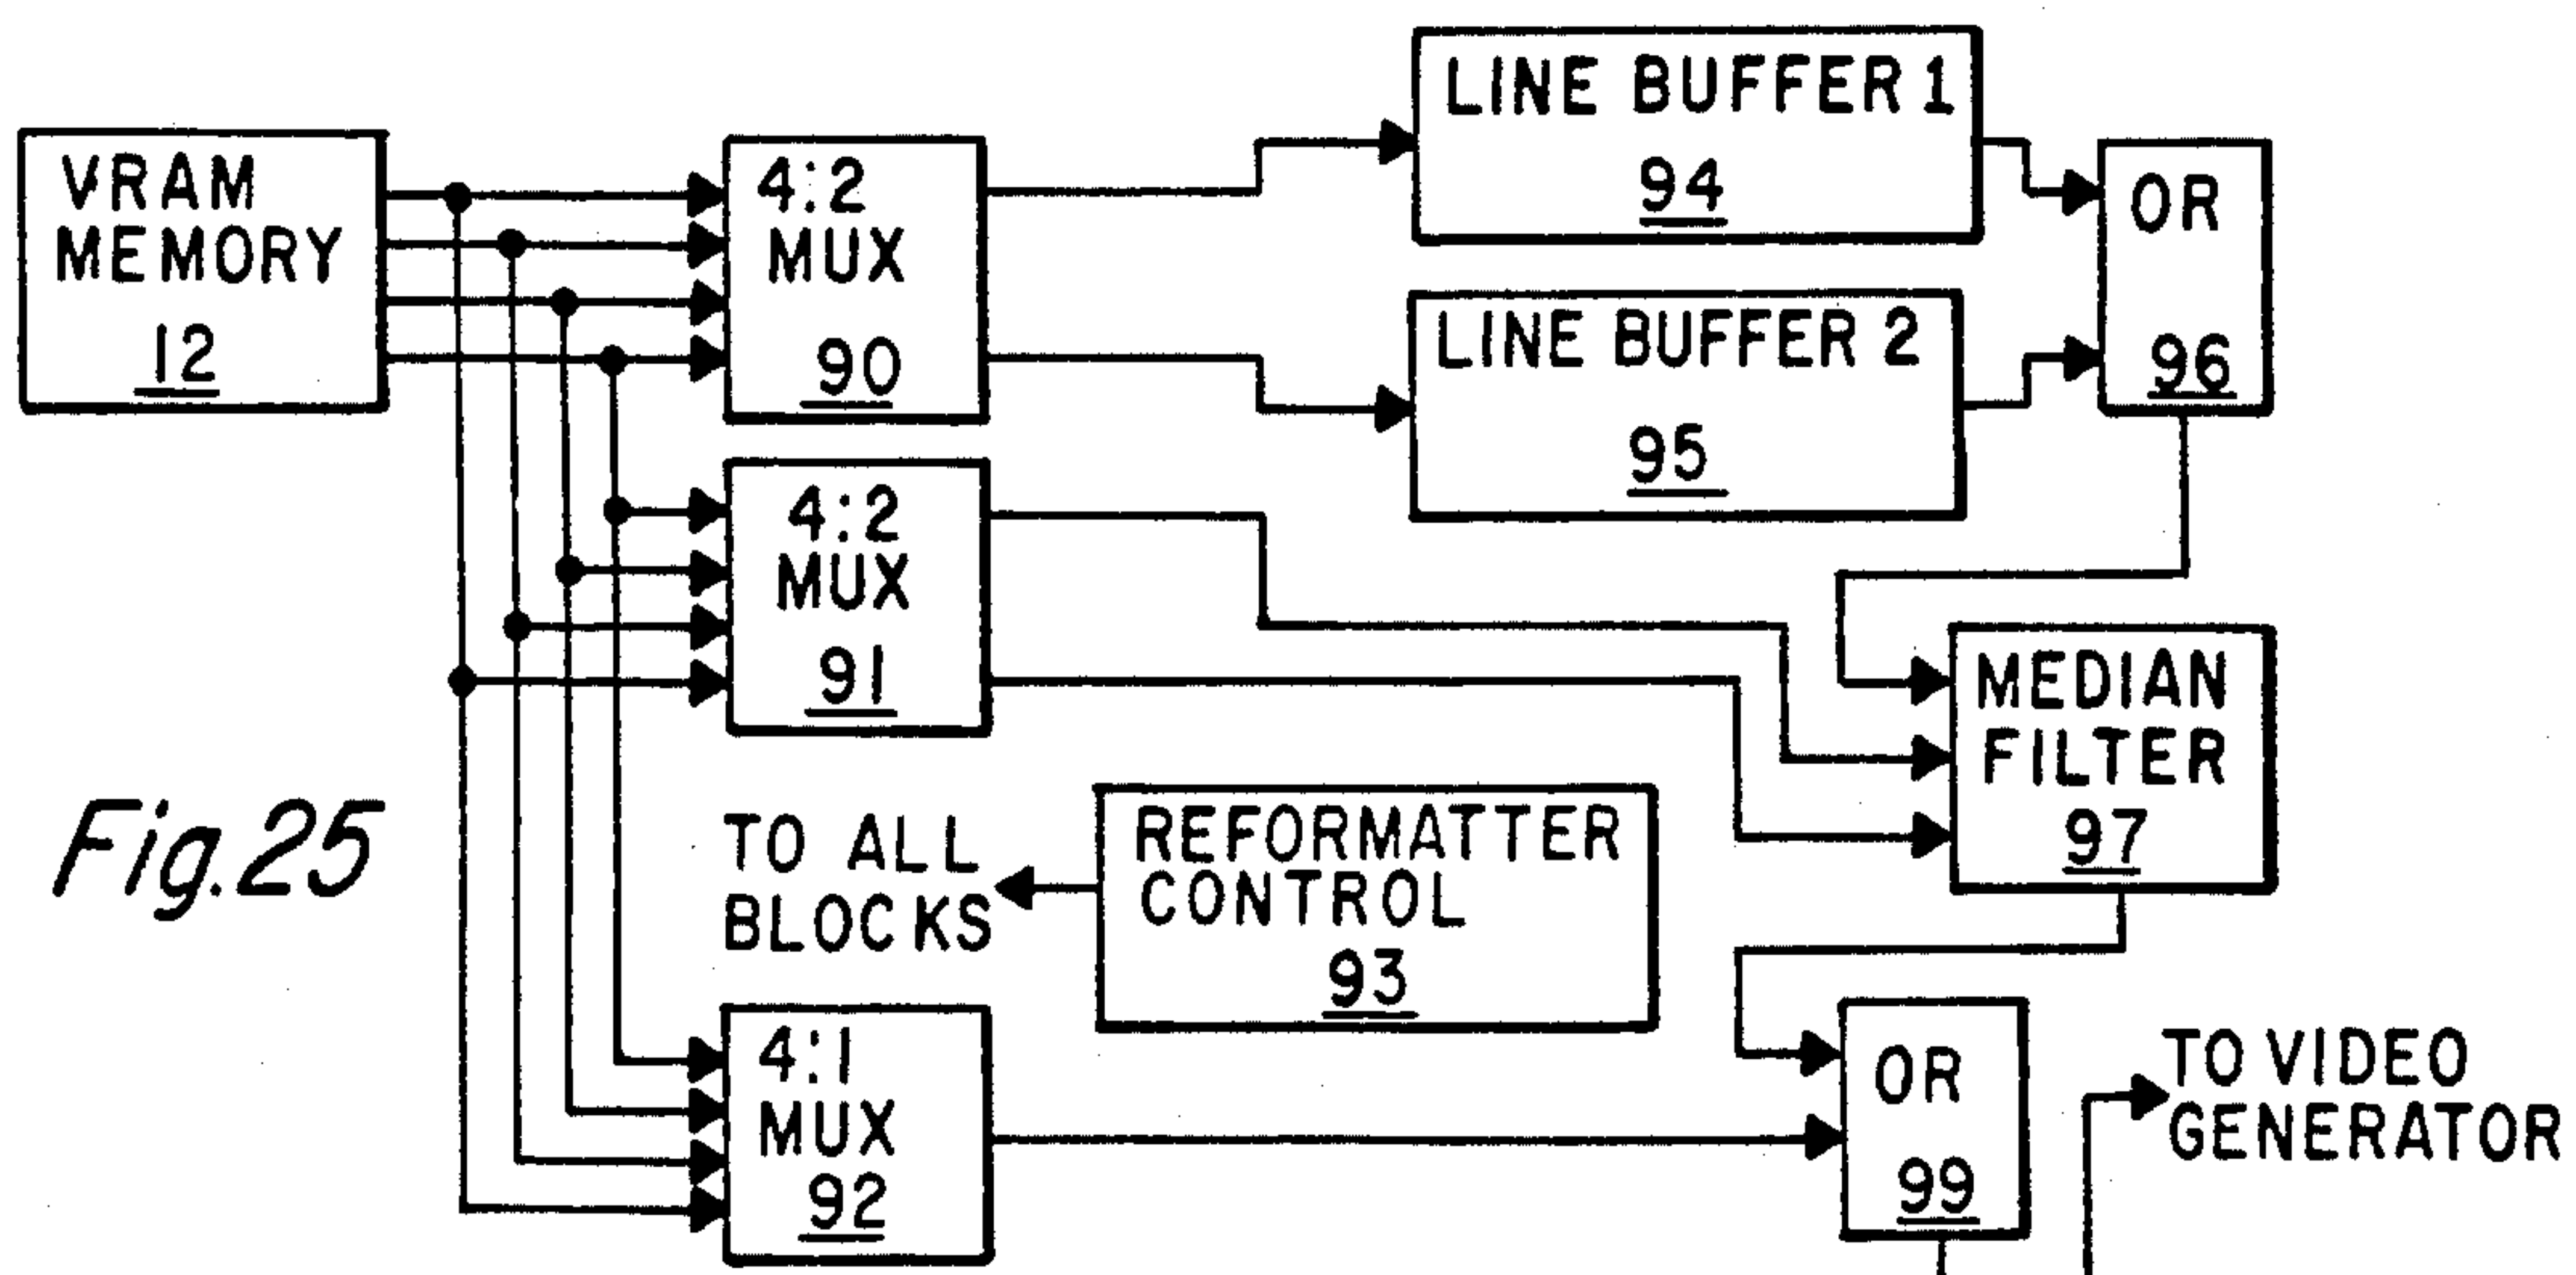 VRAM
MEMORY
12
4:2
MUX
90
LINE BUFFER 1
94
OR
96
LINE BUFFER 2
95
4:2
MUX
91
MEDIAN
FILTER
97
Fig.25
TO ALL
BLOCKS
REFORMATTER
CONTROL
93
4:1
MUX
92
OR
99
TO VIDEO
GENERATOR